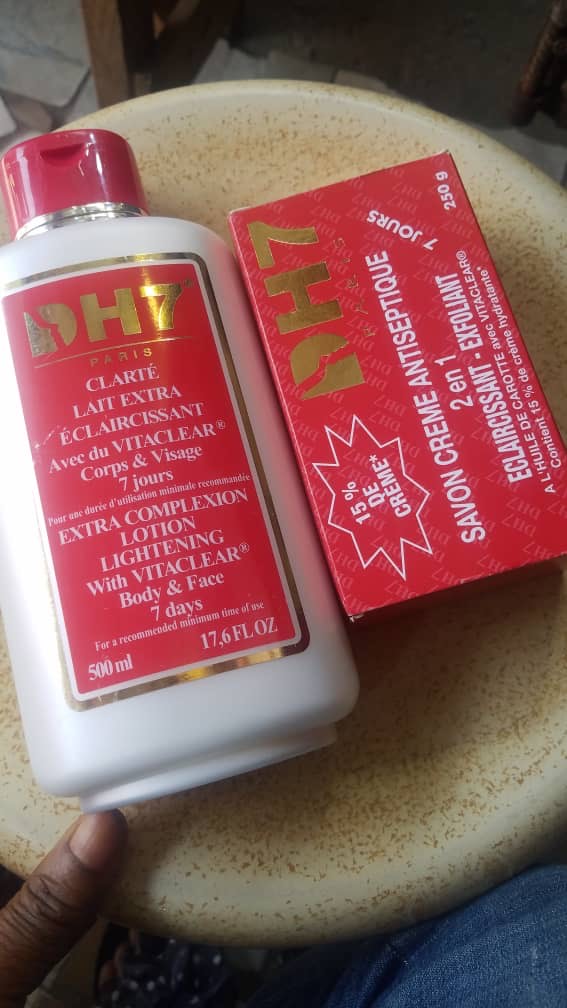 DH7
PARIS
CLARTÉ
LAIT EXTRA
ÉCLAIRCISSANT
Avec du VITACLEAR®
Corps & Visage
7 jours
Pour une durée d'utilisation minimale recommandée
EXTRA COMPLEXION
LOTION
LIGHTENING
With VITACLEAR®
Body & Face
7 days
For a recommended minimum time of use
500 ml 17,6 FL OZ
DH7
PARIS
7 JOURS
250 g
15 %
DE
CRÈME*
SAVON CREME ANTISEPTIQUE
2 en 1
ECLAIRCISSANT - EXFOLIANT
A L'HUILE DE CAROTTE avec VITACLEAR®
Contient 15 % de crème hydratante*